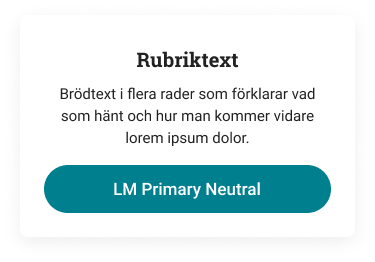 Rubriktext
Brödtext i flera rader som förklarar vad
som hänt och hur man kommer vidare
lorem ipsum dolor.
LM Primary Neutral